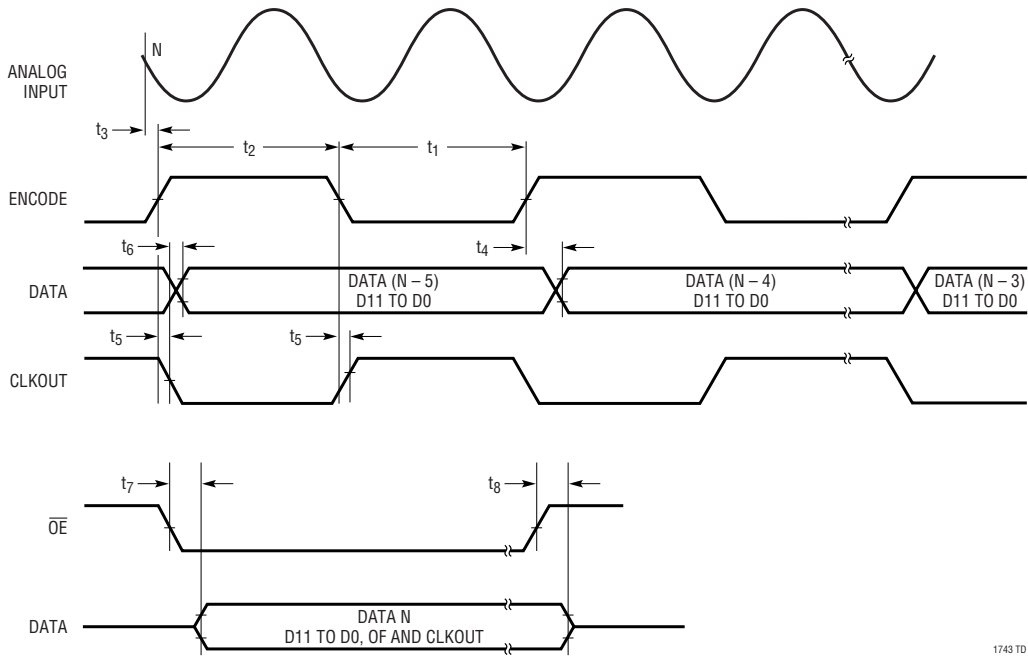 N
ANALOG
INPUT
t3
t2
t1
ENCODE
t6
t4
DATA
DATA (N – 5)
D11 TO D0
DATA (N – 4)
D11 TO D0
DATA (N – 3)
D11 TO D0
t5
t5
CLKOUT
t7
t8
OE
DATA
DATA N
D11 TO D0, OF AND CLKOUT
1743 TD